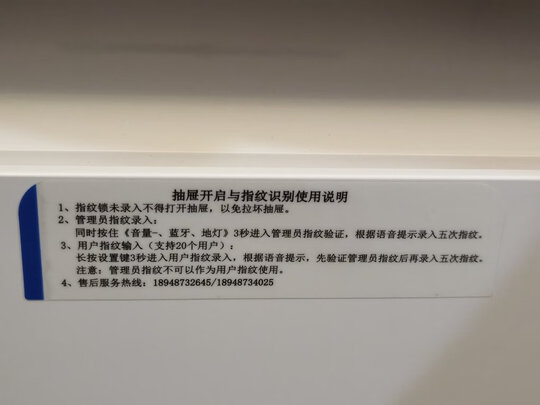 抽屉开启与指纹识别使用说明
1、指纹锁未录入不得打开抽屉，以免拉坏抽屉。
2、管理员指纹录入：
同时按住《音量-、蓝牙、地灯》3秒进入管理员指纹验证，根据语音提示录入五次指纹。
3、用户指纹输入（支持20个用户）：
长按设置键3秒进入用户指纹录入，根据语音提示，先验证管理员指纹后再录入五次指纹。
注意：管理员指纹不可以作为用户指纹使用。
4、售后服务热线：18948732645/18948734025